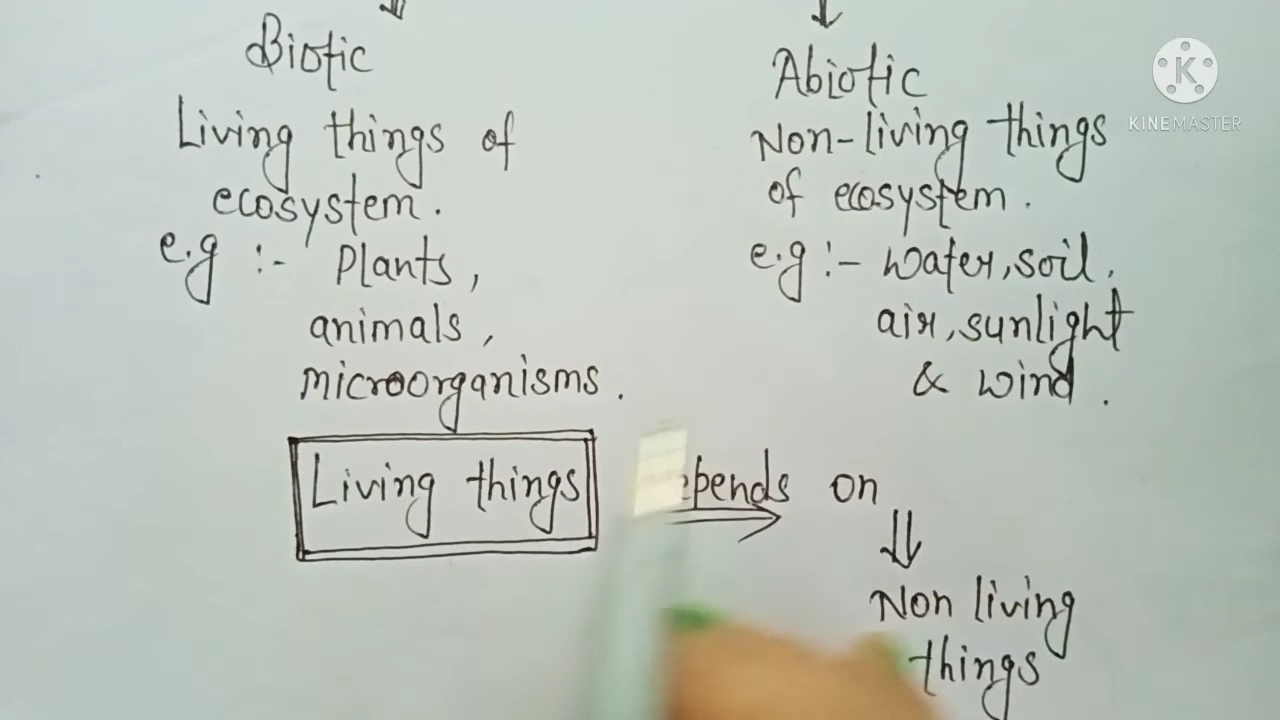 Biotic
Living things of
ecosystem.
e.g :- Plants,
animals,
microorganisms.
Abiotic
Non-living things
of ecosystem.
e.g :- water, soil,
air, sunlight
& wind.
Living things
on
Non living
things
KINEMASTER